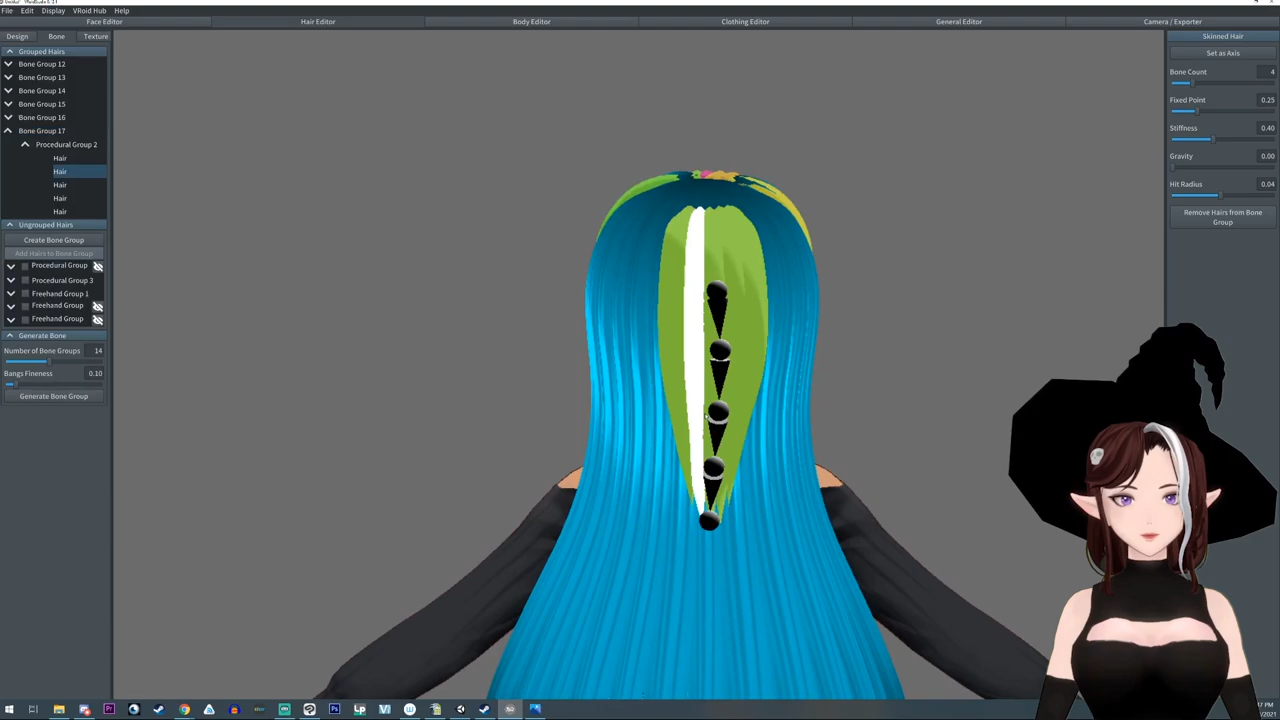 File Edit Display VRoid Hub Help
Face Editor Hair Editor Body Editor Clothing Editor General Editor Camera / Exporter
Design Bone Texture
Grouped Hairs
Bone Group 12
Bone Group 13
Bone Group 14
Bone Group 15
Bone Group 16
Bone Group 17
Procedural Group 2
Hair
Hair
Hair
Hair
Hair
Ungrouped Hairs
Create Bone Group
Add Hairs to Bone Group
Procedural Group
Procedural Group 3
Freehand Group 1
Freehand Group
Freehand Group
Generate Bone
Number of Bone Groups 14
Bangs Fineness 0.10
Generate Bone Group
Skinned Hair
Set as Axis
Bone Count 4
Fixed Point 0.25
Stiffness 0.40
Gravity 0.00
Hit Radius 0.04
Remove Hairs from Bone
Group